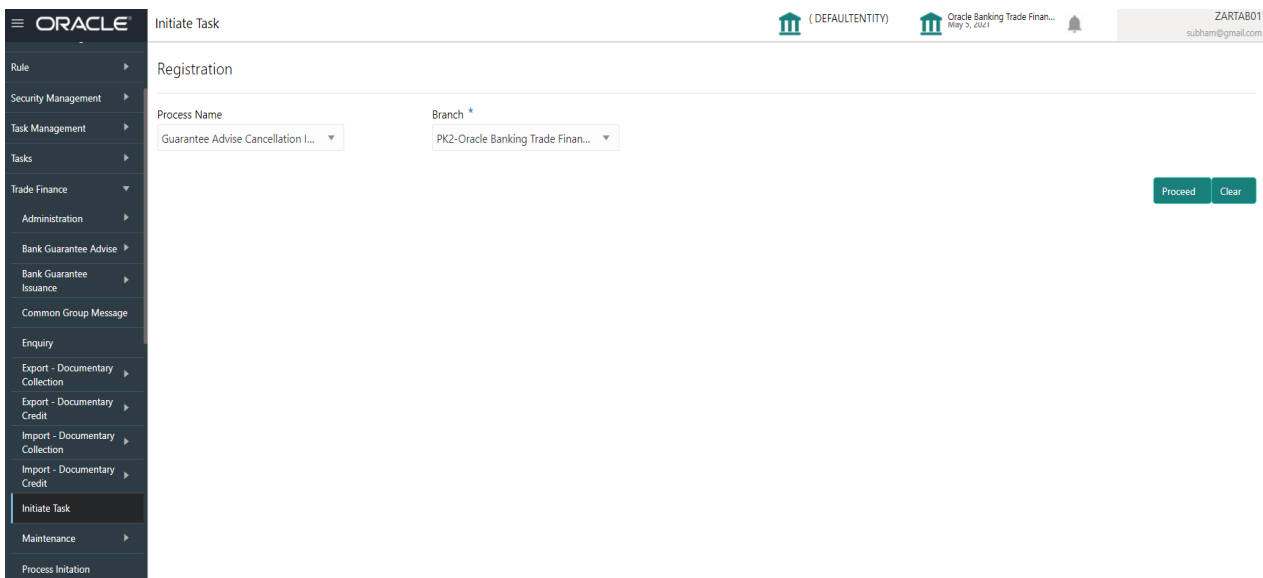 ORACLE
Initiate Task
( DEFAULTENTITY)
Oracle Banking Trade Finan...
May 5, 2021
ZARTAB01
subham@gmail.com
Rule
Security Management
Task Management
Tasks
Trade Finance
Administration
Bank Guarantee Advise
Bank Guarantee
Issuance
Common Group Message
Enquiry
Export - Documentary
Collection
Export - Documentary
Credit
Import - Documentary
Collection
Import - Documentary
Credit
Initiate Task
Maintenance
Process Initation
Registration
Process Name
Branch *
Guarantee Advise Cancellation I...
PK2-Oracle Banking Trade Finan...
Proceed
Clear